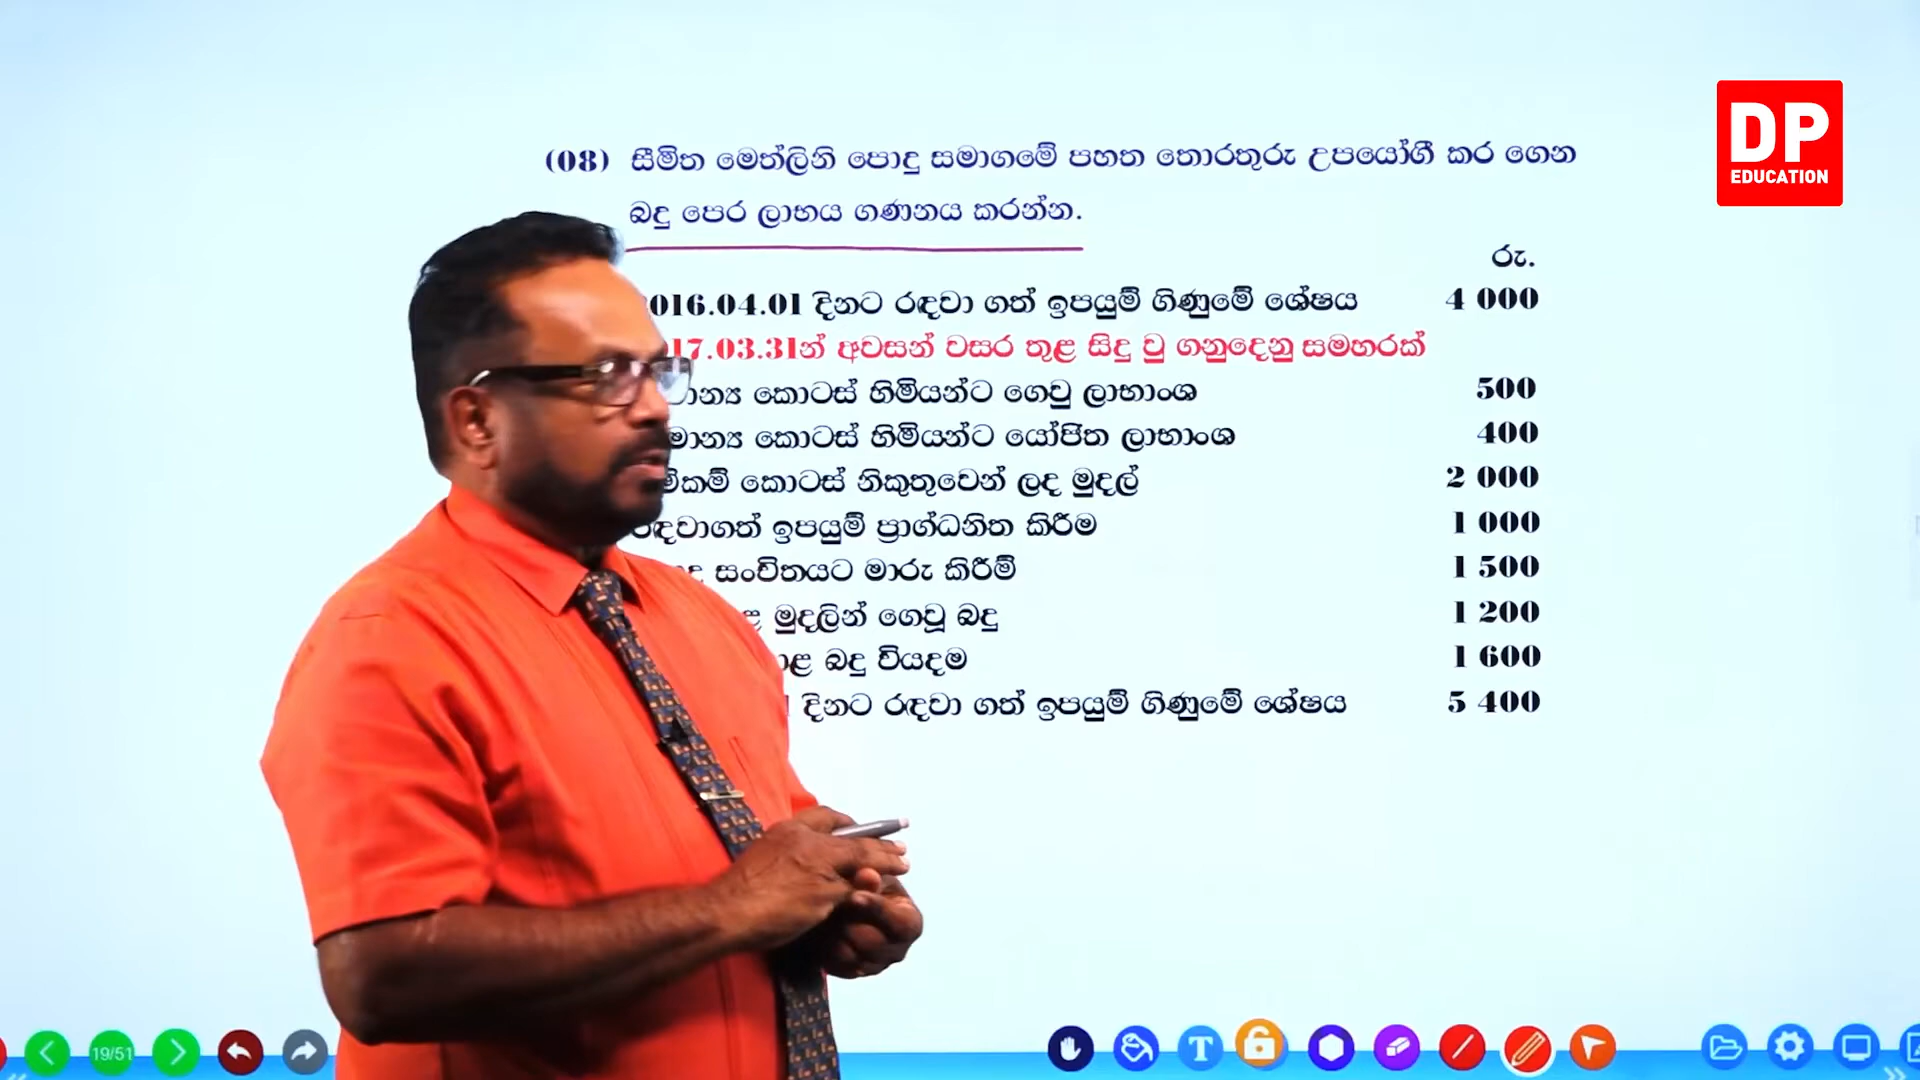 DP
EDUCATION
(08) සීමිත මෙත්ලිනි පොදු සමාගමේ පහත තොරතුරු උපයෝගී කර ගෙන
බදු පෙර ලාභය ගණනය කරන්න.
රු.
2016.04.01 දිනට රඳවා ගත් ඉපයුම් ගිණුමේ ශේෂය 4 000
17.03.31න් අවසන් වසර තුළ සිදු වු ගනුදෙනු සමහරක්
කොටස් හිමියන්ට ගෙවු ලාභාංශ 500
කොටස් හිමියන්ට යෝජිත ලාභාංශ 400
කොටස් නිකුතුවෙන් ලද මුදල් 2 000
රඳවාගත් ඉපයුම් ප්‍රාග්ධනිත කිරීම 1 000
සංචිතයට මාරු කිරීම් 1 500
මුදලින් ගෙවූ බදු 1 200
බදු වියදම 1 600
දිනට රඳවා ගත් ඉපයුම් ගිණුමේ ශේෂය 5 400
19/51
T